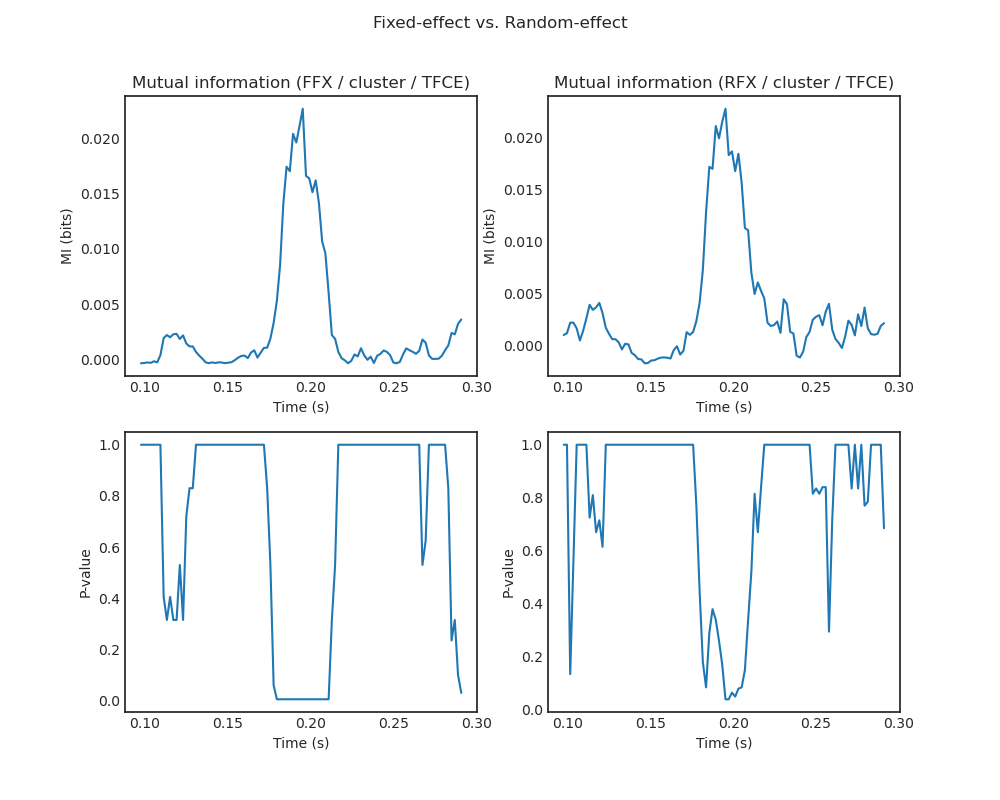 Fixed-effect vs. Random-effect
Mutual information (FFX / cluster / TFCE)
0.020
0.015
0.010
0.005
0.000
MI (bits)
0.10 0.15 0.20 0.25 0.30
Time (s)
Mutual information (RFX / cluster / TFCE)
0.020
0.015
0.010
0.005
0.000
MI (bits)
0.10 0.15 0.20 0.25 0.30
Time (s)
1.0
0.8
0.6
0.4
0.2
0.0
P-value
0.10 0.15 0.20 0.25 0.30
Time (s)
1.0
0.8
0.6
0.4
0.2
0.0
P-value
0.10 0.15 0.20 0.25 0.30
Time (s)